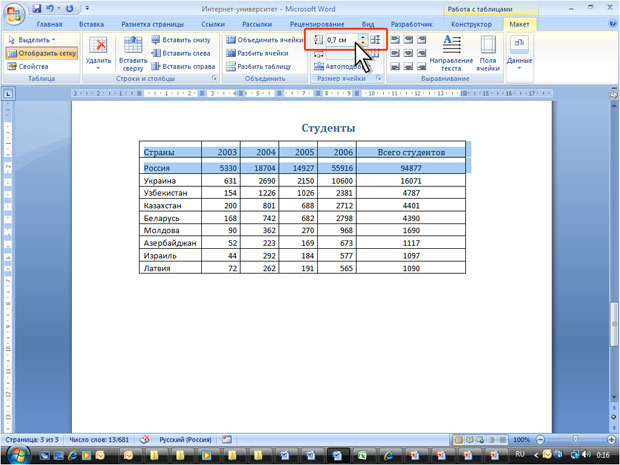 Интернет-университет - Microsoft Word
Работа с таблицами
Главная Вставка Разметка страницы Ссылки Рассылки Рецензирование Вид Разработчик Конструктор Макет
Выделить
Отобразить сетку
Свойства
Таблица
Удалить
Вставить сверху
Вставить снизу
Вставить слева
Вставить справа
Строки и столбцы
Объединить ячейки
Разбить ячейки
Разбить таблицу
Объединить
0,7 см
Автоподбо
Размер ячейки
Направление текста
Поля ячейки
Выравнивание
Данные
Студенты
Страны 2003 2004 2005 2006 Всего студентов
Россия 5330 18704 14927 55916 94877
Украина 631 2690 2150 10600 16071
Узбекистан 154 1226 1026 2381 4787
Казахстан 200 801 688 2712 4401
Беларусь 168 742 682 2798 4390
Молдова 90 362 270 968 1690
Азербайджан 52 223 169 673 1117
Израиль 44 292 184 577 1097
Латвия 72 262 191 565 1090
Страница: 3 из 3 Число слов: 13/681 Русский (Россия) 100%
RU 0:16